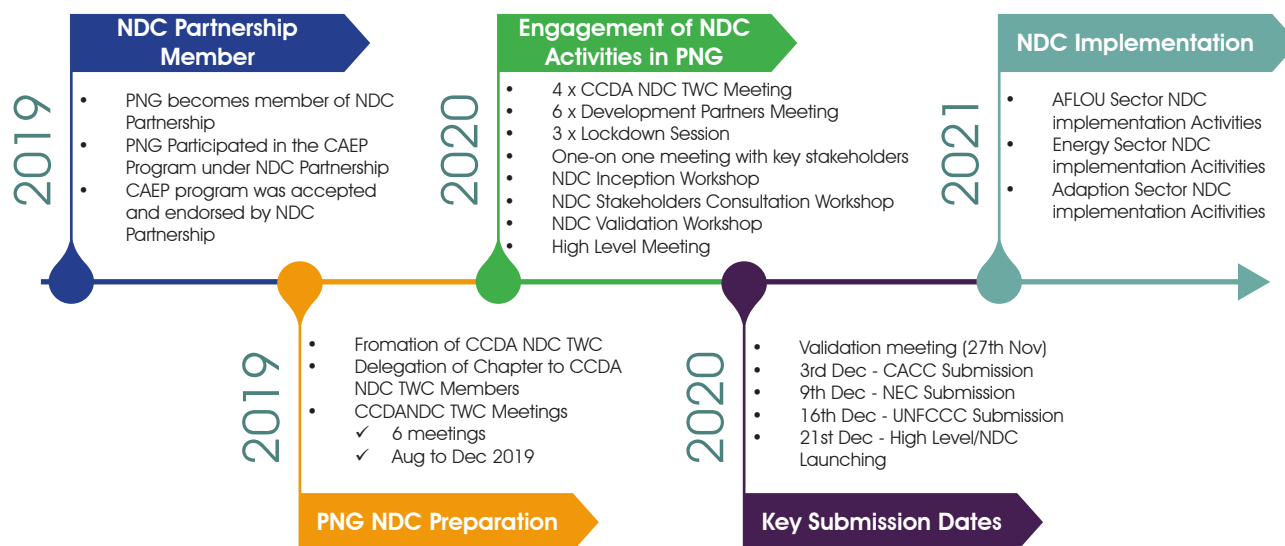 NDC Partnership
Member
2019
• PNG becomes member of NDC
Partnership
• PNG Participated in the CAEP
Program under NDC Partnership
• CAEP program was accepted
and endorsed by NDC
Partnership
2019
• Fromation of CCDA NDC TWC
• Delegation of Chapter to CCDA
NDC TWC Members
• CCDANDC TWC Meetings
✓ 6 meetings
✓ Aug to Dec 2019
PNG NDC Preparation
Engagement of NDC
Activities in PNG
2020
• 4 x CCDA NDC TWC Meeting
• 6 x Development Partners Meeting
• 3 x Lockdown Session
• One-on one meeting with key stakeholders
• NDC Inception Workshop
• NDC Stakeholders Consultation Workshop
• NDC Validation Workshop
• High Level Meeting
2020
• Validation meeting (27th Nov)
• 3rd Dec - CACC Submission
• 9th Dec - NEC Submission
• 16th Dec - UNFCCC Submission
• 21st Dec - High Level/NDC
Launching
Key Submission Dates
NDC Implementation
2021
• AFLOU Sector NDC
implementation Activities
• Energy Sector NDC
implementation Acitivities
• Adaption Sector NDC
implementation Acitivities